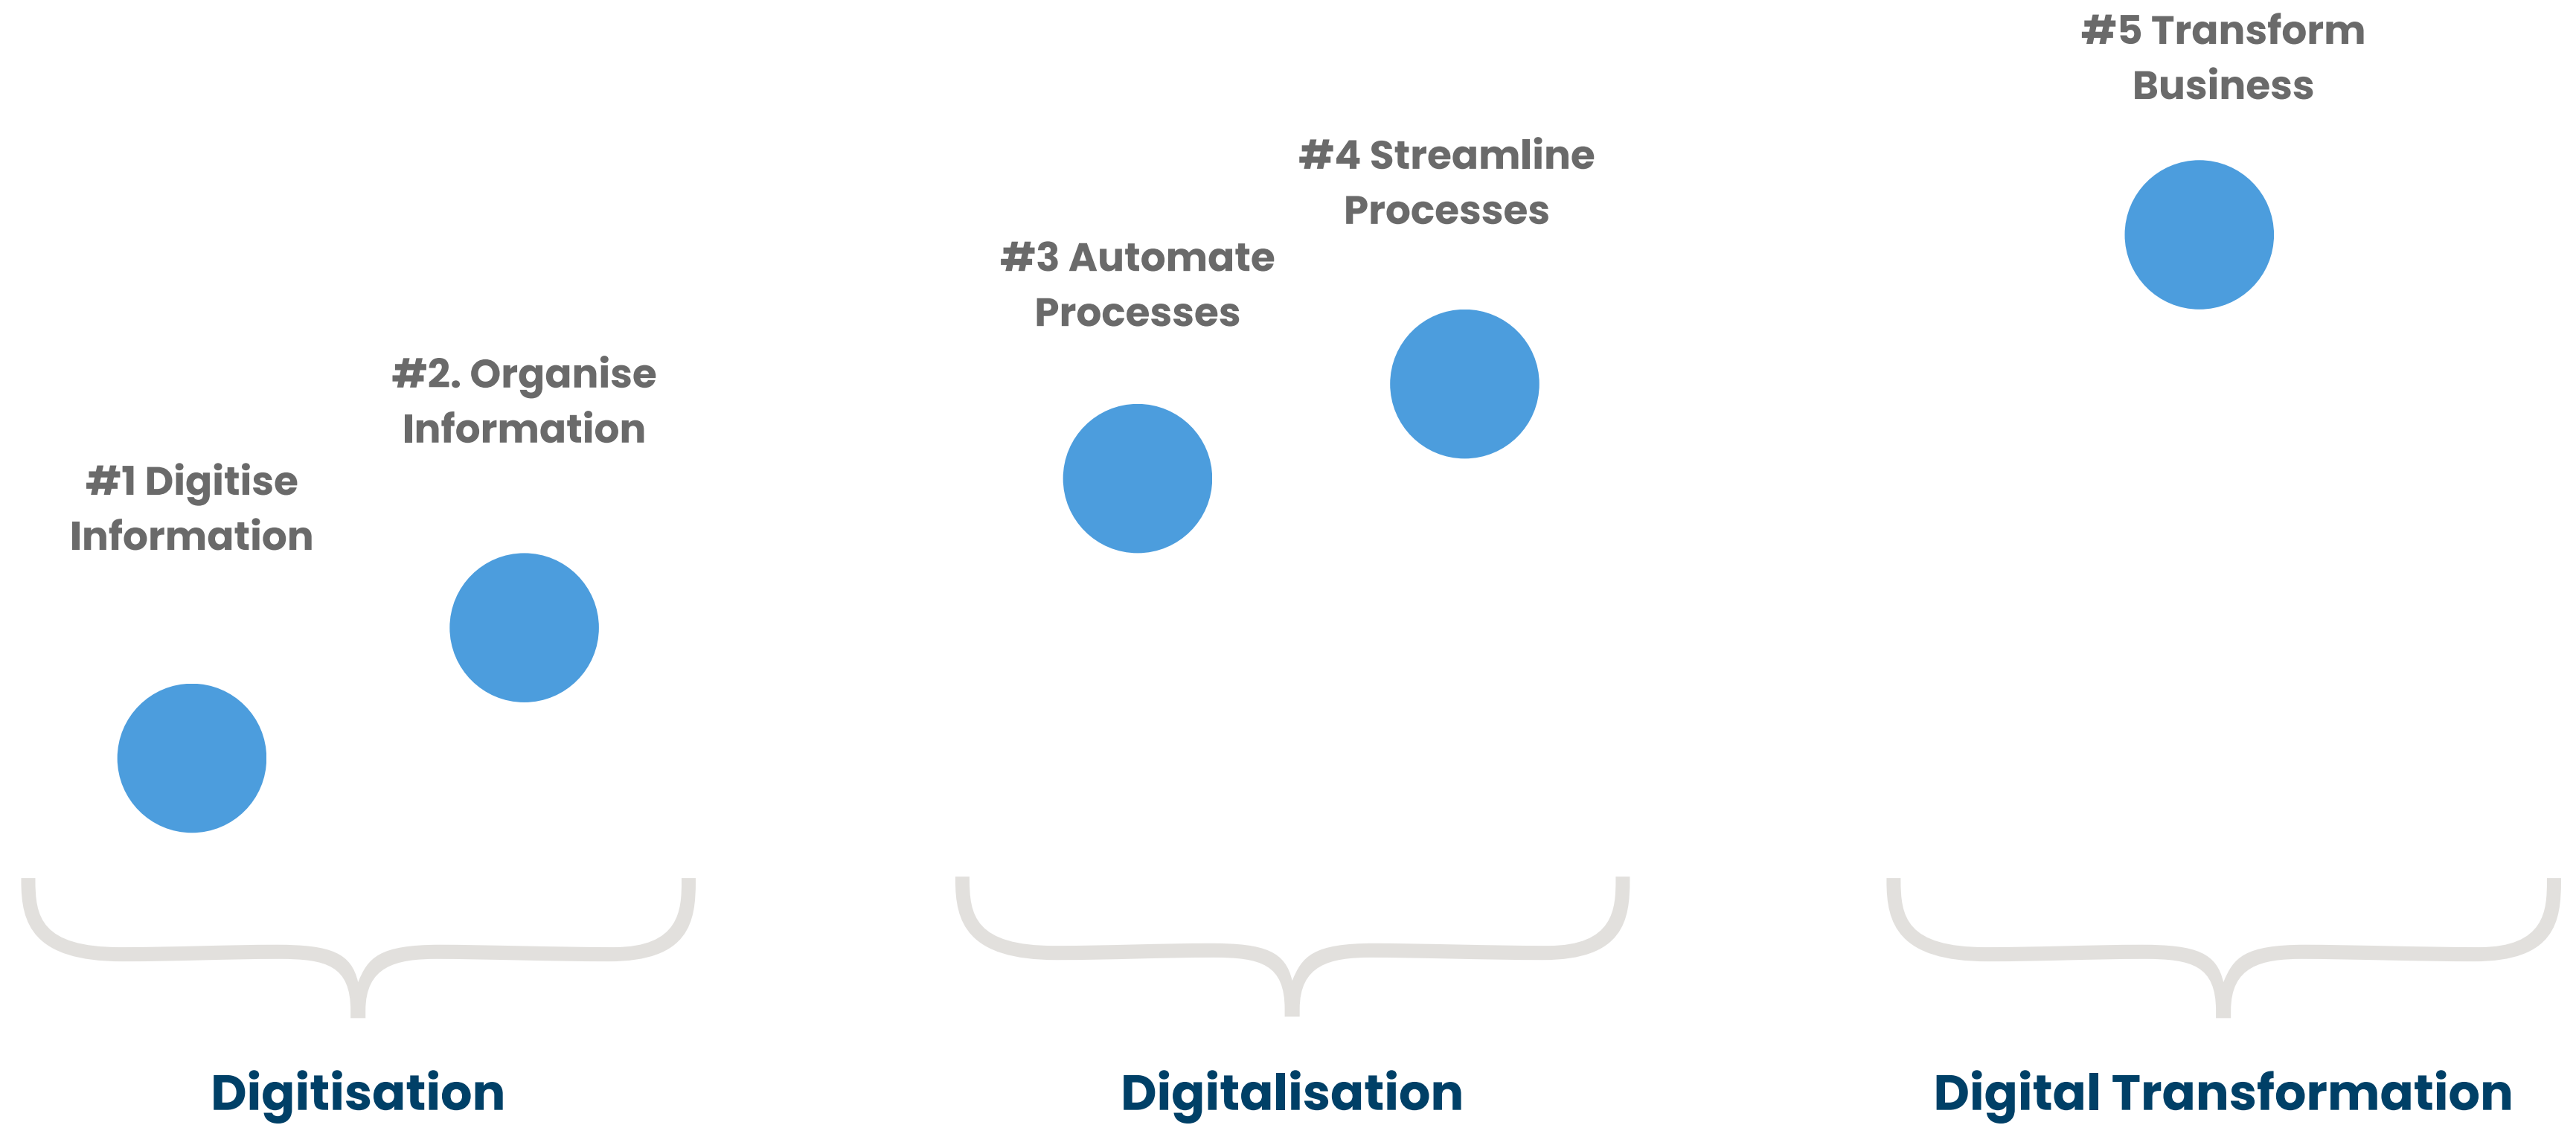 #1 Digitise
Information
#2. Organise
Information
#3 Automate
Processes
#4 Streamline
Processes
#5 Transform
Business
Digitisation
Digitalisation
Digital Transformation